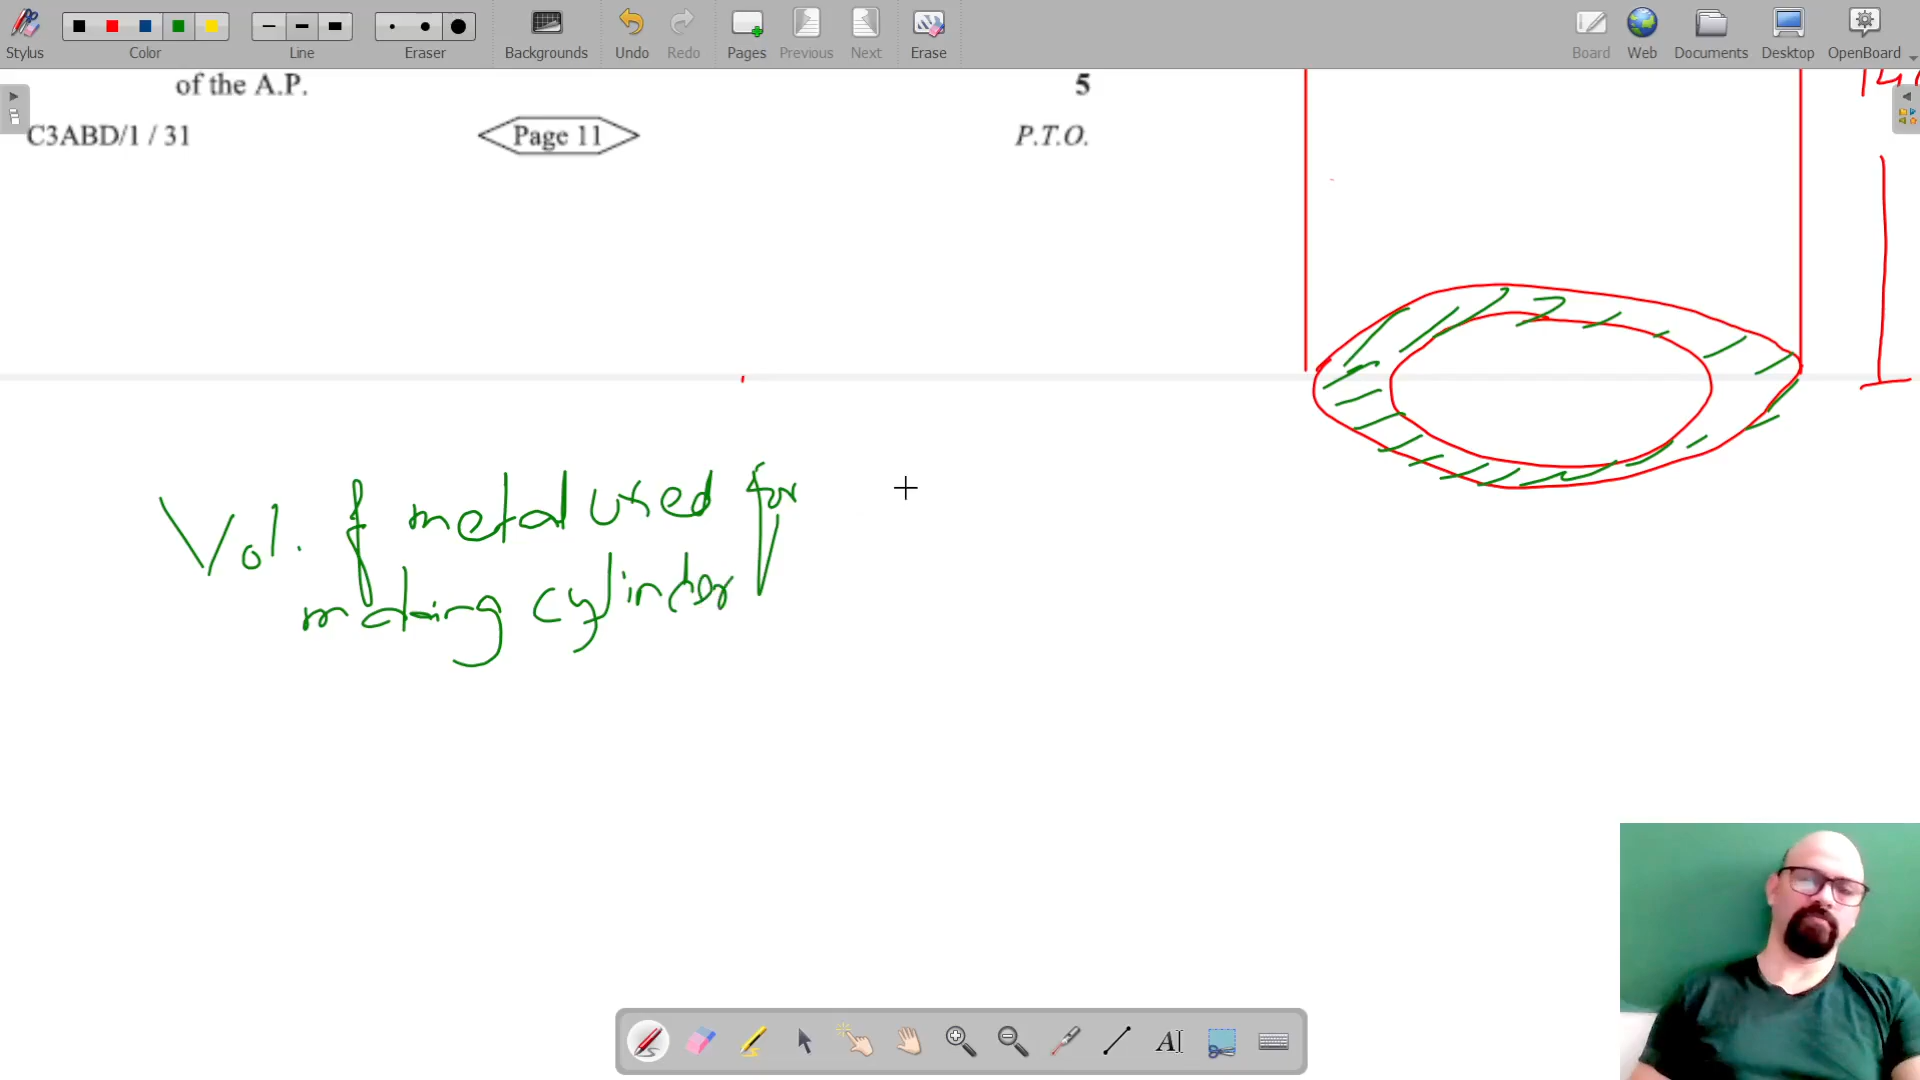 Stylus Color Line Eraser Backgrounds Undo Redo Pages Previous Next Erase Board Web Documents Desktop OpenBoard
of the A.P. 5
C3ABD/1 / 31 Page 11 P.T.O.
Vol. of metal used for
making cylinder